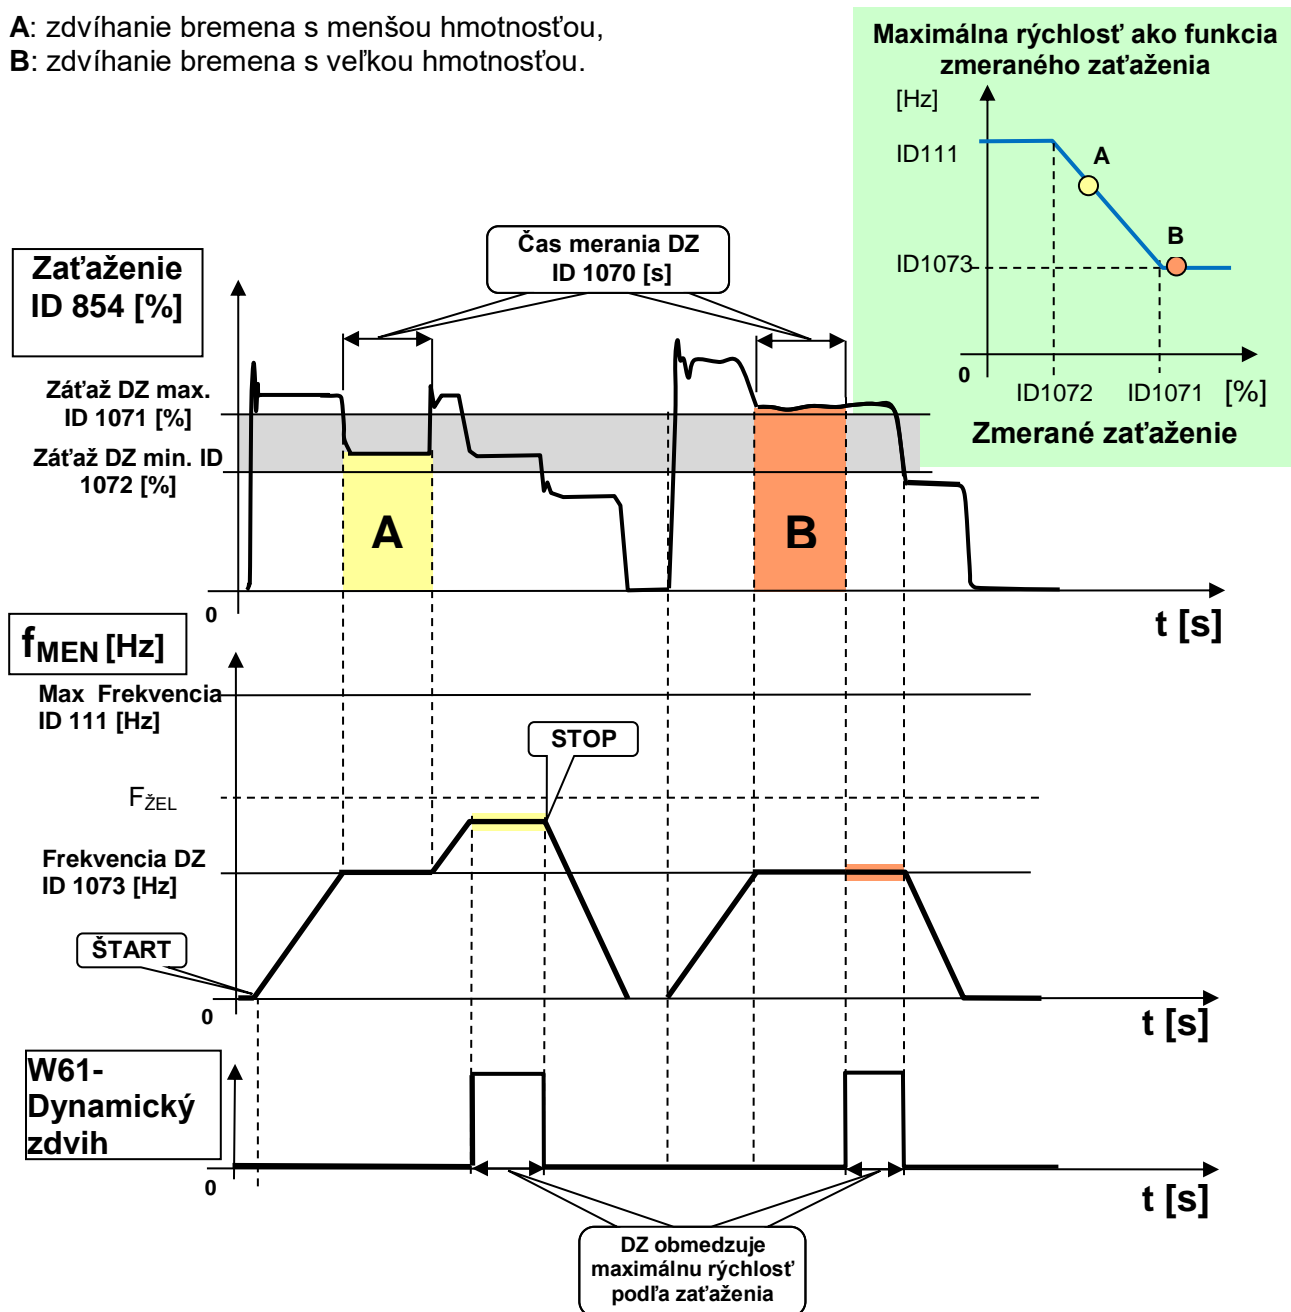 A: zdvíhanie bremena s menšou hmotnosťou,
B: zdvíhanie bremena s veľkou hmotnosťou.
Maximálna rýchlosť ako funkcia
zmeraného zaťaženia
[Hz]
ID111
A
B
ID1073
0
ID1072
ID1071
[%]
Zmerané zaťaženie
Zaťaženie
ID 854 [%]
Čas merania DZ
ID 1070 [s]
Záťaž DZ max.
ID 1071 [%]
Záťaž DZ min. ID
1072 [%]
A
B
0
t [s]
fMEN [Hz]
Max Frekvencia
ID 111 [Hz]
STOP
FŽEL
Frekvencia DZ
ID 1073 [Hz]
ŠTART
0
t [s]
W61-
Dynamický
zdvih
0
t [s]
DZ obmedzuje
maximálnu rýchlosť
podľa zaťaženia